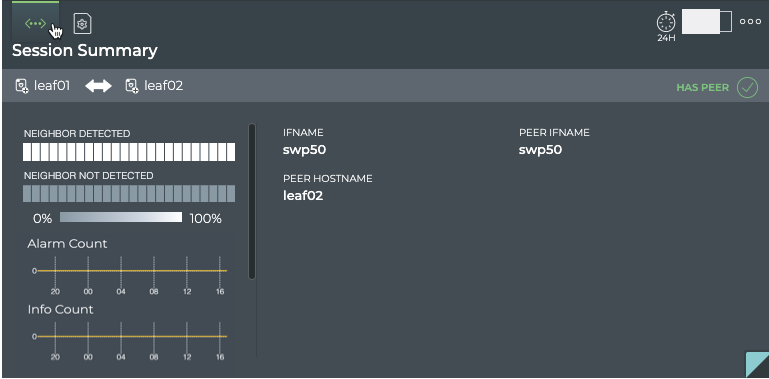 24H
Session Summary
leaf01 leaf02 HAS PEER
NEIGHBOR DETECTED
NEIGHBOR NOT DETECTED
0% 100%
Alarm Count
0
20 00 04 08 12 16
Info Count
0
20 00 04 08 12 16
IFNAME
swp50
PEER IFNAME
swp50
PEER HOSTNAME
leaf02